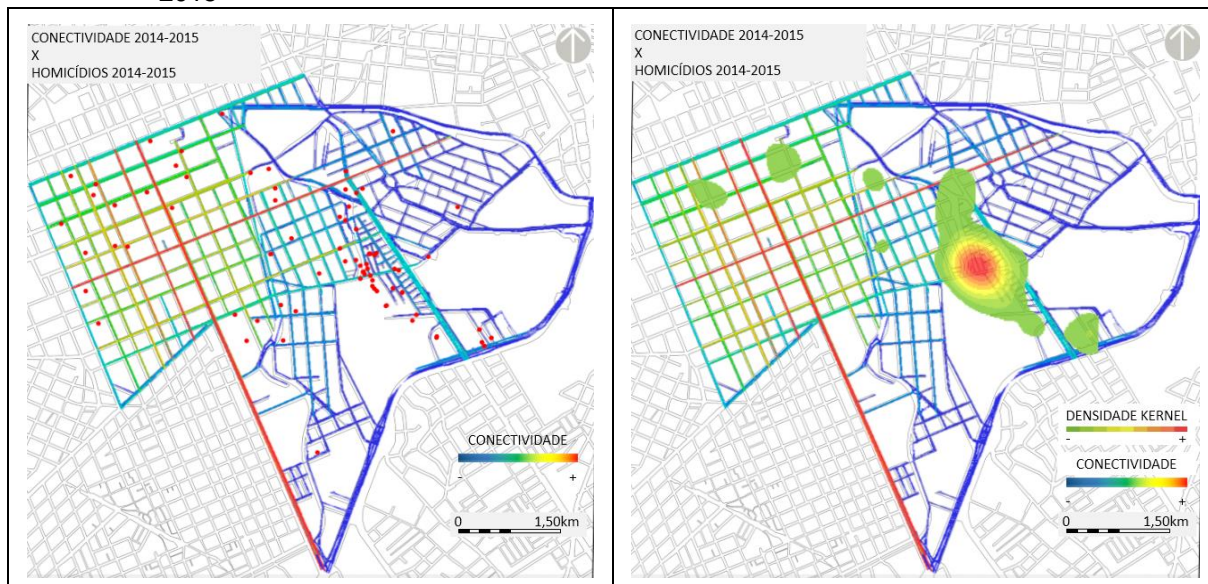 CONECTIVIDADE 2014-2015
X
HOMICÍDIOS 2014-2015
CONECTIVIDADE
- +
0 1,50km
CONECTIVIDADE 2014-2015
X
HOMICÍDIOS 2014-2015
DENSIDADE KERNEL
- +
CONECTIVIDADE
- +
0 1,50km